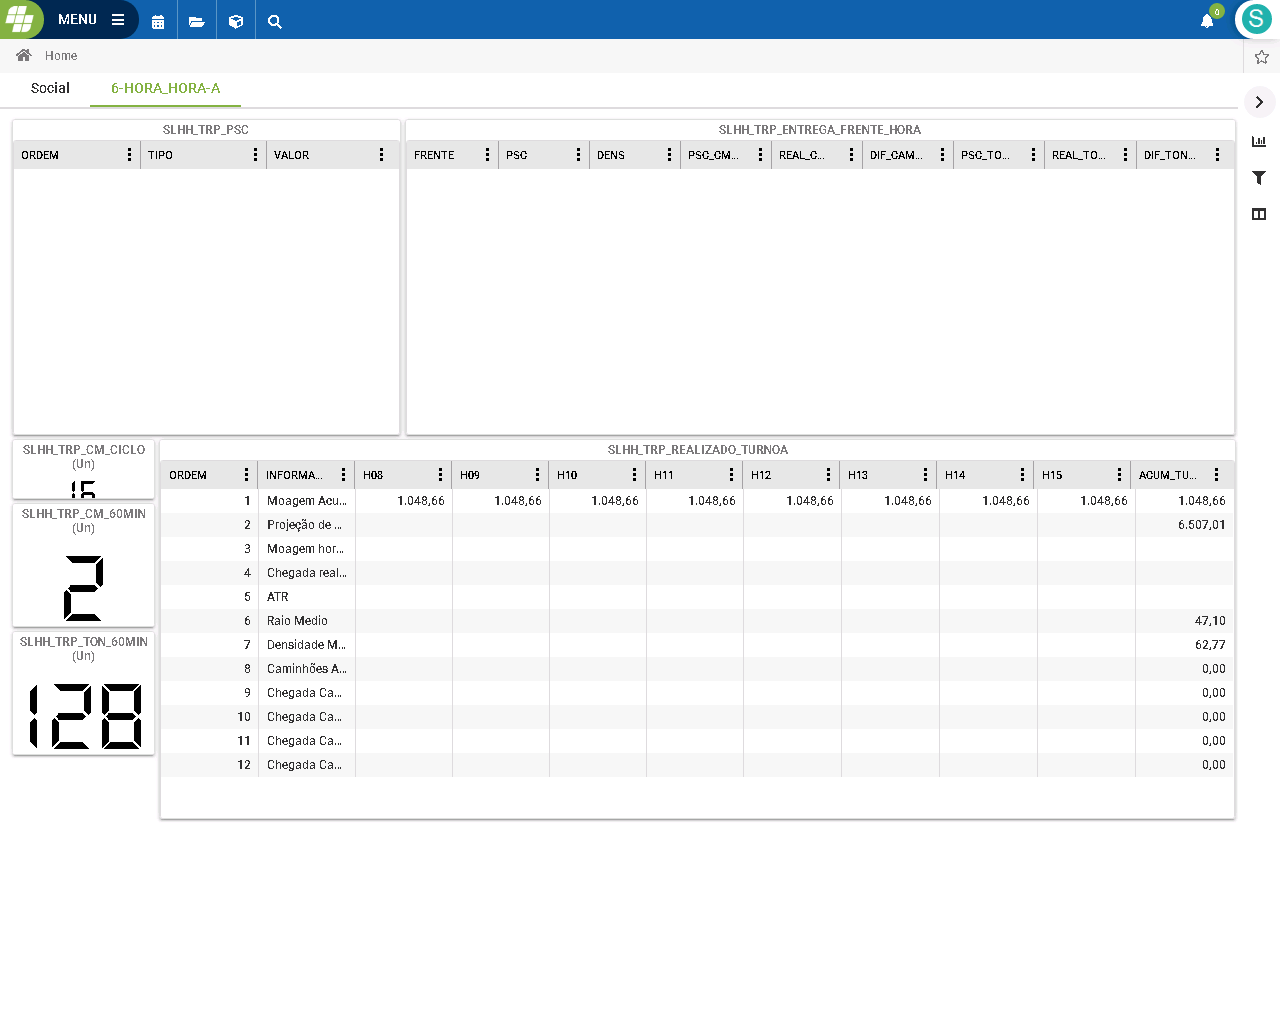 MENU
0
S
Home
Social 6-HORA_HORA-A
SLHH_TRP_PSC
ORDEM TIPO VALOR
SLHH_TRP_ENTREGA_FRENTE_HORA
FRENTE PSC DENS PSC_CM... REAL_C... DIF_CAM... PSC_TO... REAL_TO... DIF_TON...
SLHH_TRP_CM_CICLO
(Un)
SLHH_TRP_CM_60MIN
(Un)
2
SLHH_TRP_TON_60MIN
(Un)
128
SLHH_TRP_REALIZADO_TURNOA
ORDEM INFORMA... H08 H09 H10 H11 H12 H13 H14 H15 ACUM_TU...
1 Moagem Acu... 1.048,66 1.048,66 1.048,66 1.048,66 1.048,66 1.048,66 1.048,66 1.048,66 1.048,66
2 Projeção de ... 6.507,01
3 Moagem hor...
4 Chegada real...
5 ATR
6 Raio Medio 47,10
7 Densidade M... 62,77
8 Caminhões A... 0,00
9 Chegada Ca... 0,00
10 Chegada Ca... 0,00
11 Chegada Ca... 0,00
12 Chegada Ca... 0,00